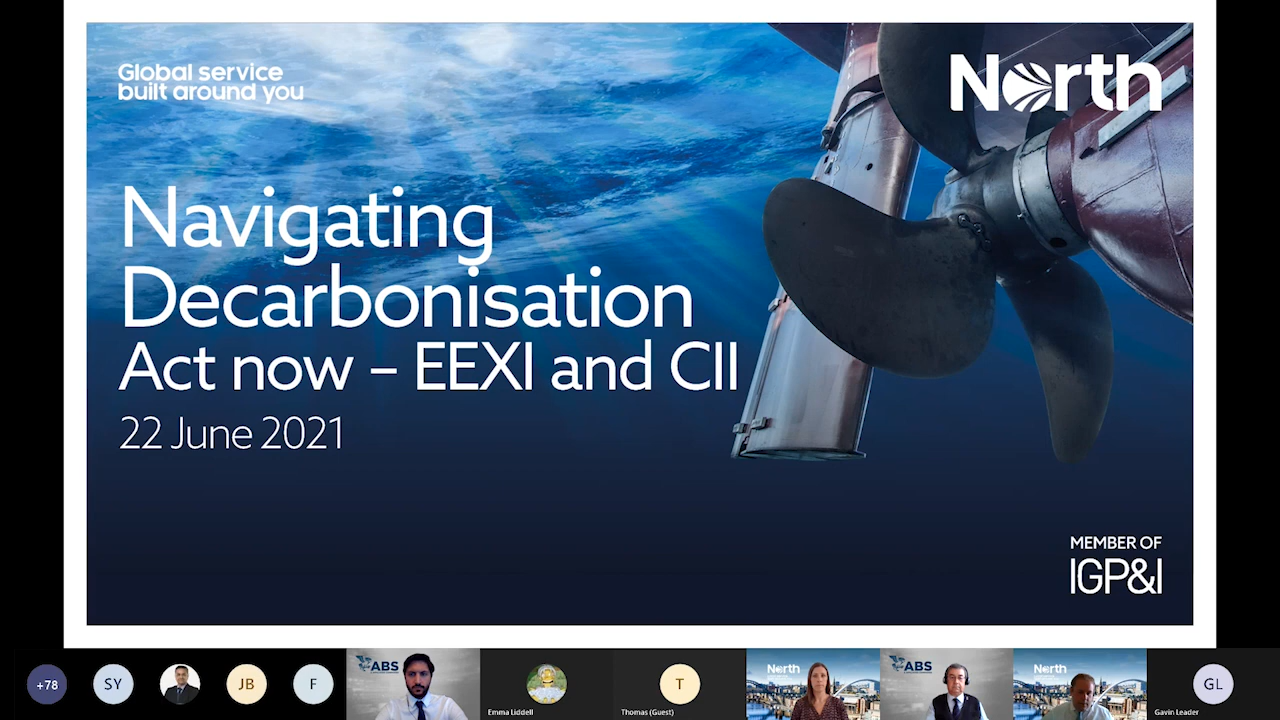 Global service
built around you
North
Navigating
Decarbonisation
Act now – EEXI and CII
22 June 2021
MEMBER OF
IGP&I
+78
SY
JB
F
ABS
Emma Liddell
T
Thomas (Guest)
North
ABS
North
GL
Gavin Leader